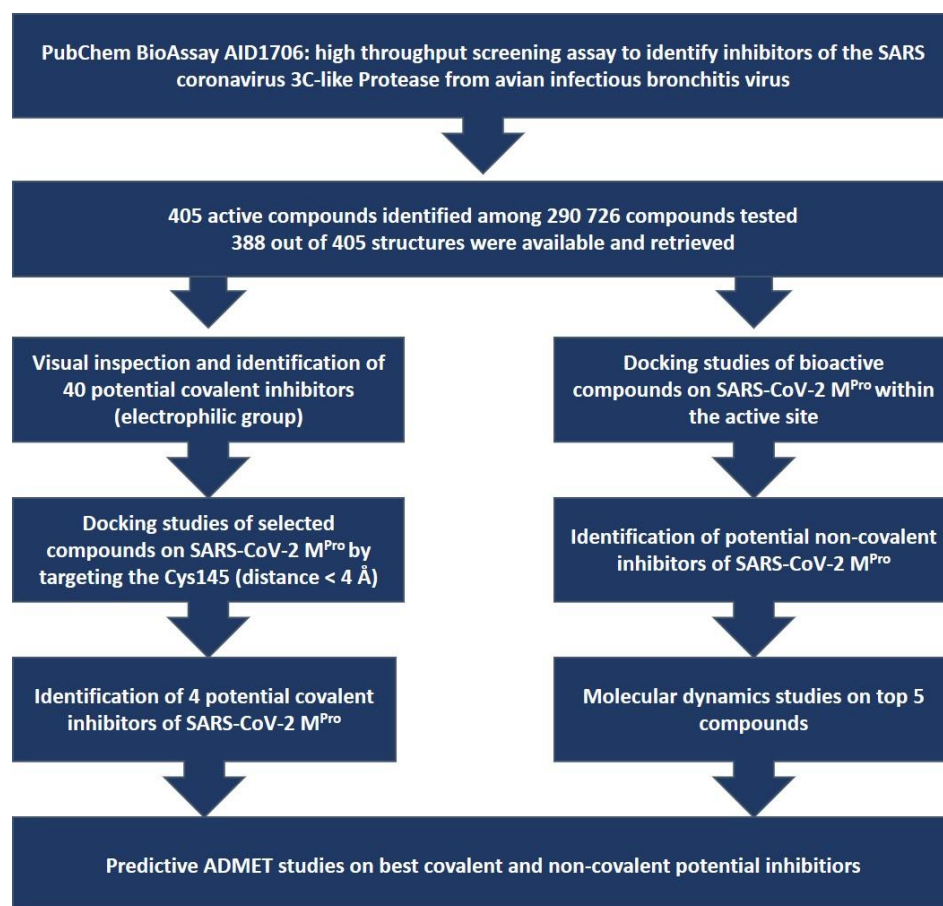 PubChem BioAssay AID1706: high throughput screening assay to identify inhibitors of the SARS
coronavirus 3C-like Protease from avian infectious bronchitis virus
405 active compounds identified among 290 726 compounds tested
388 out of 405 structures were available and retrieved
Visual inspection and identification of
40 potential covalent inhibitors
(electrophilic group)
Docking studies of selected
compounds on SARS-CoV-2 M^Pro by
targeting the Cys145 (distance < 4 Å)
Identification of 4 potential covalent
inhibitors of SARS-CoV-2 M^Pro
Docking studies of bioactive
compounds on SARS-CoV-2 M^Pro within
the active site
Identification of potential non-covalent
inhibitors of SARS-CoV-2 M^Pro
Molecular dynamics studies on top 5
compounds
Predictive ADMET studies on best covalent and non-covalent potential inhibitiors